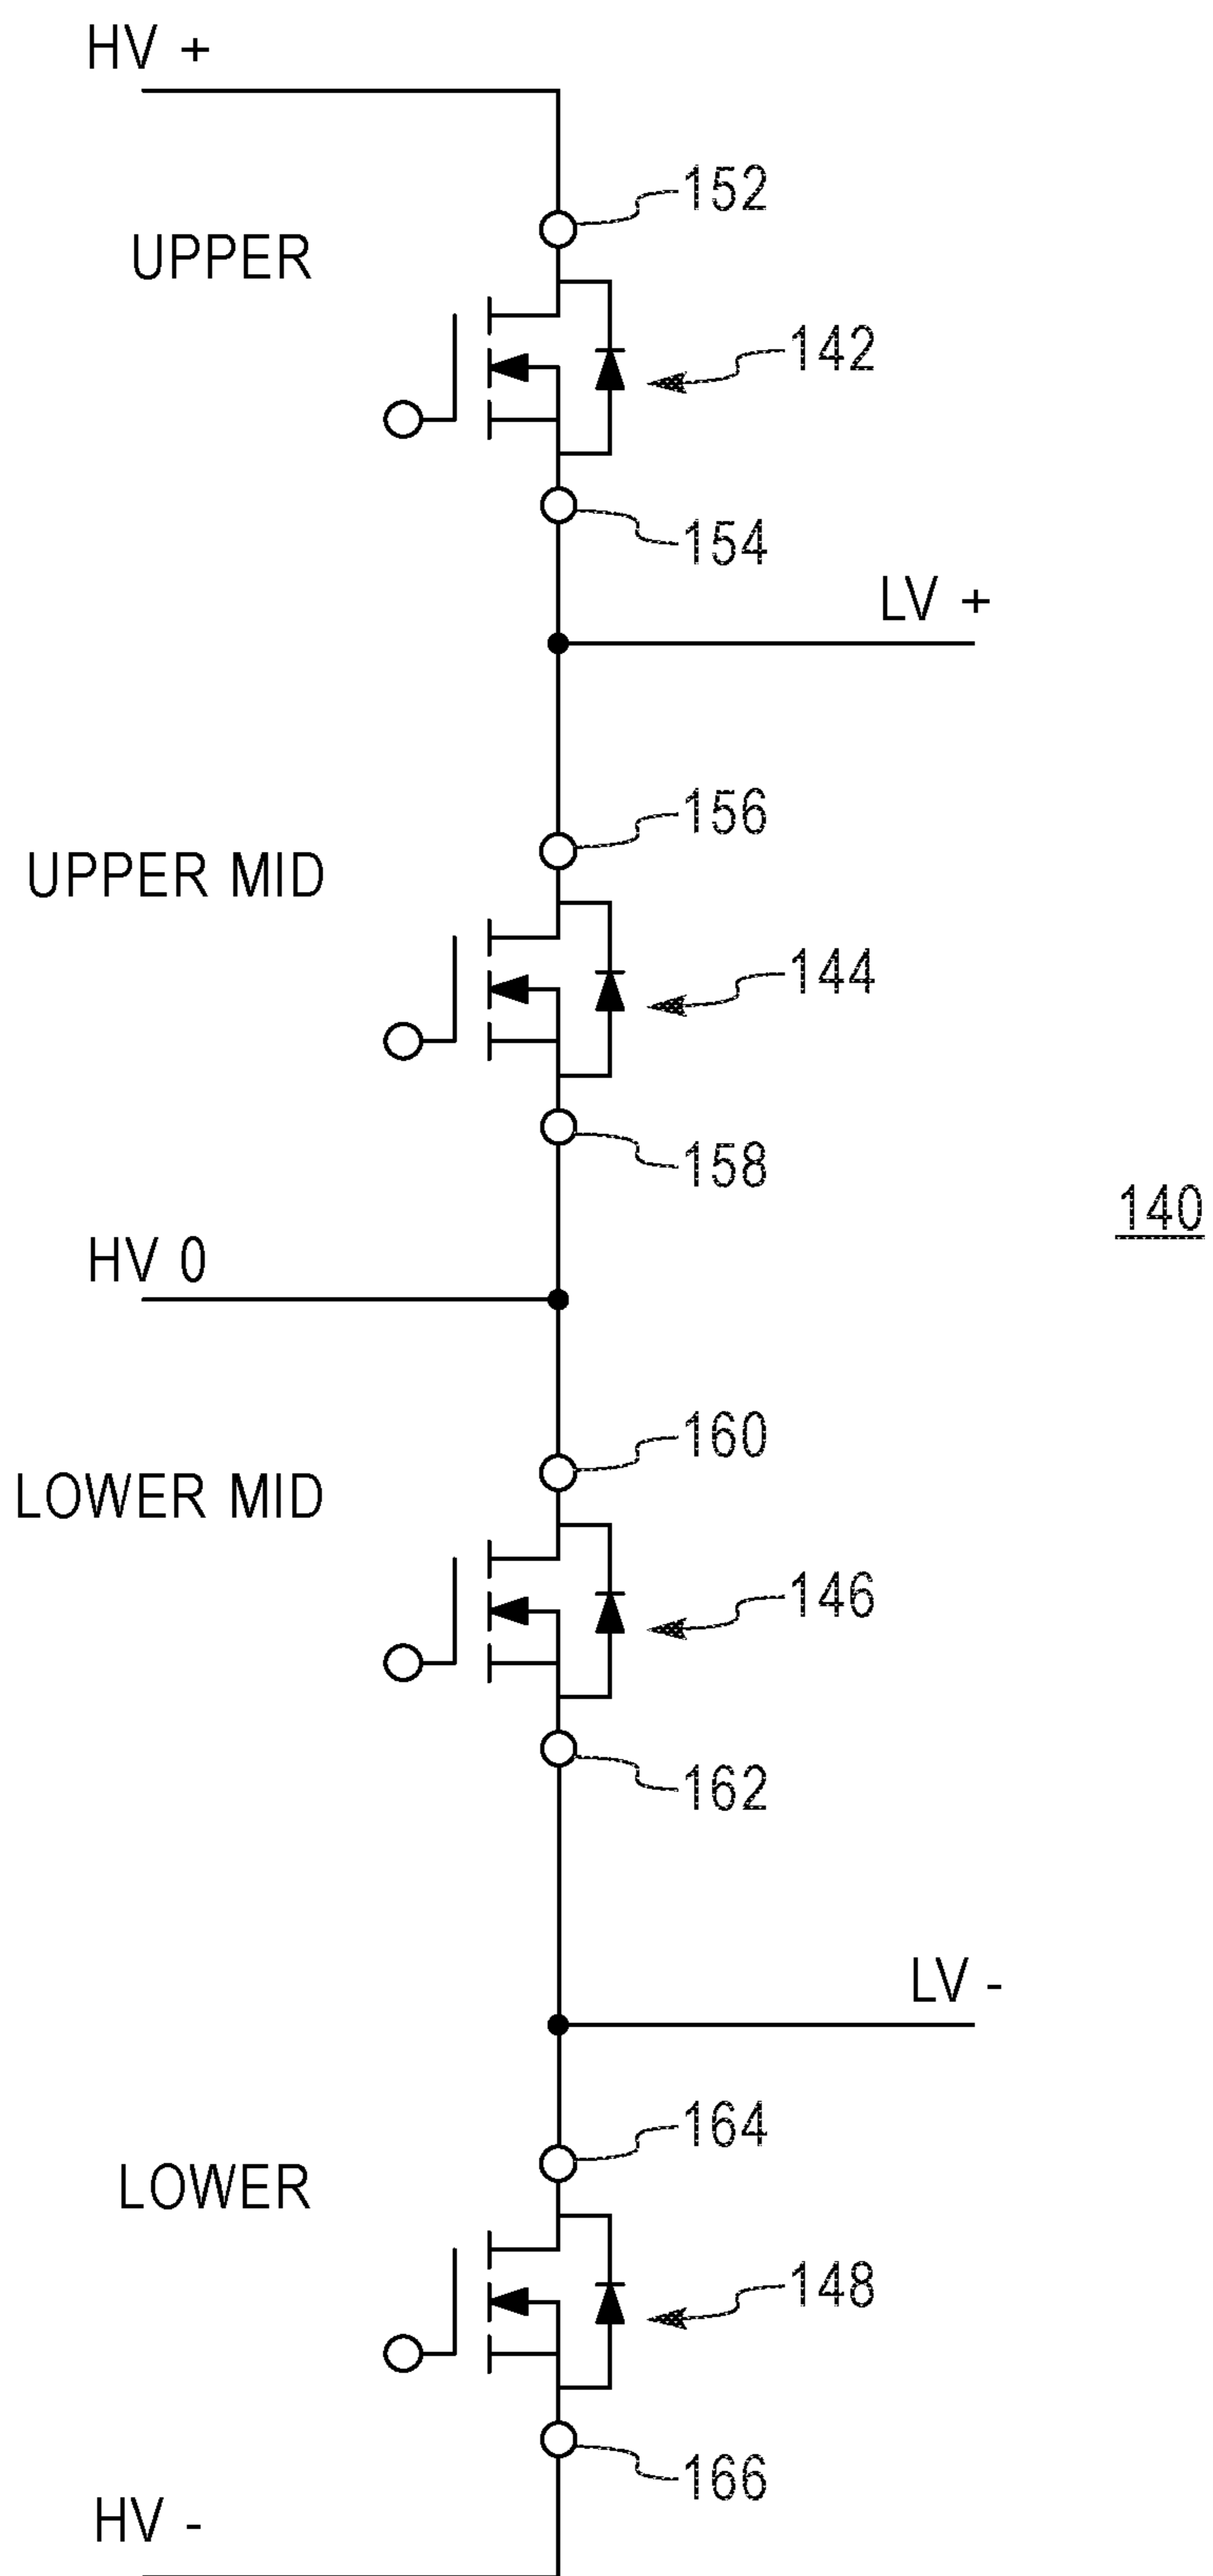 HV +
152
UPPER
142
154
LV +
156
UPPER MID
144
158
140
HV 0
160
LOWER MID
146
162
LV -
164
LOWER
148
166
HV -